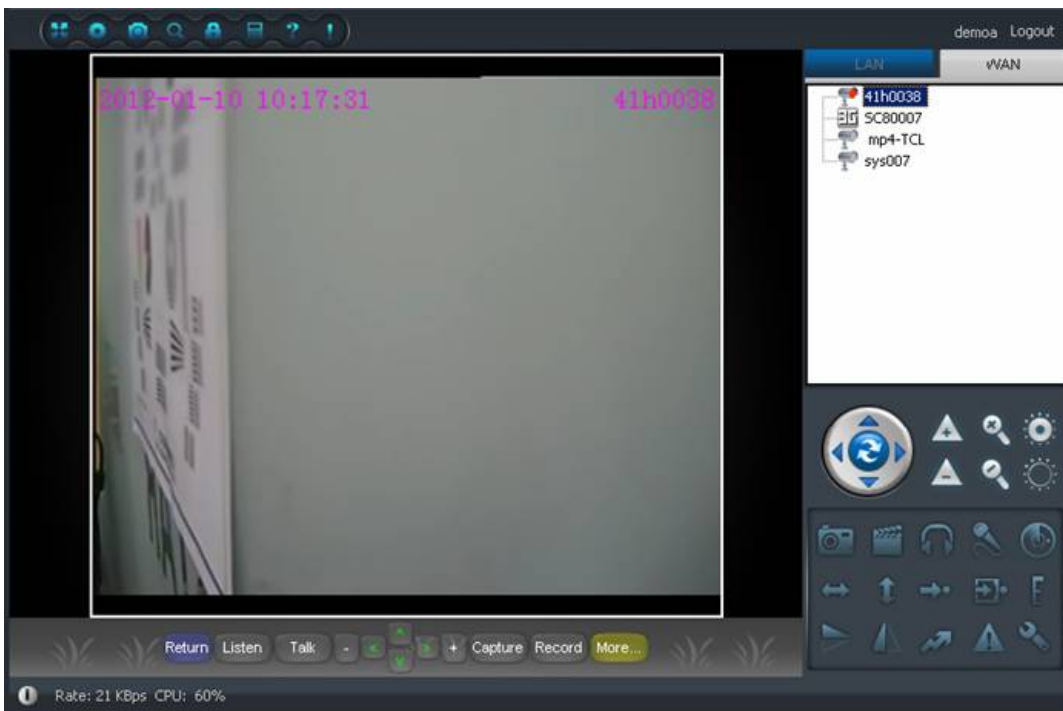 demoa Logout
LAN WAN
2012-01-10 10:17:31 41h0038
41h0038
SC80007
mp4-TCL
sys007
Return Listen Talk - < ^ v > + Capture Record More...
Rate: 21 KBps CPU: 60%